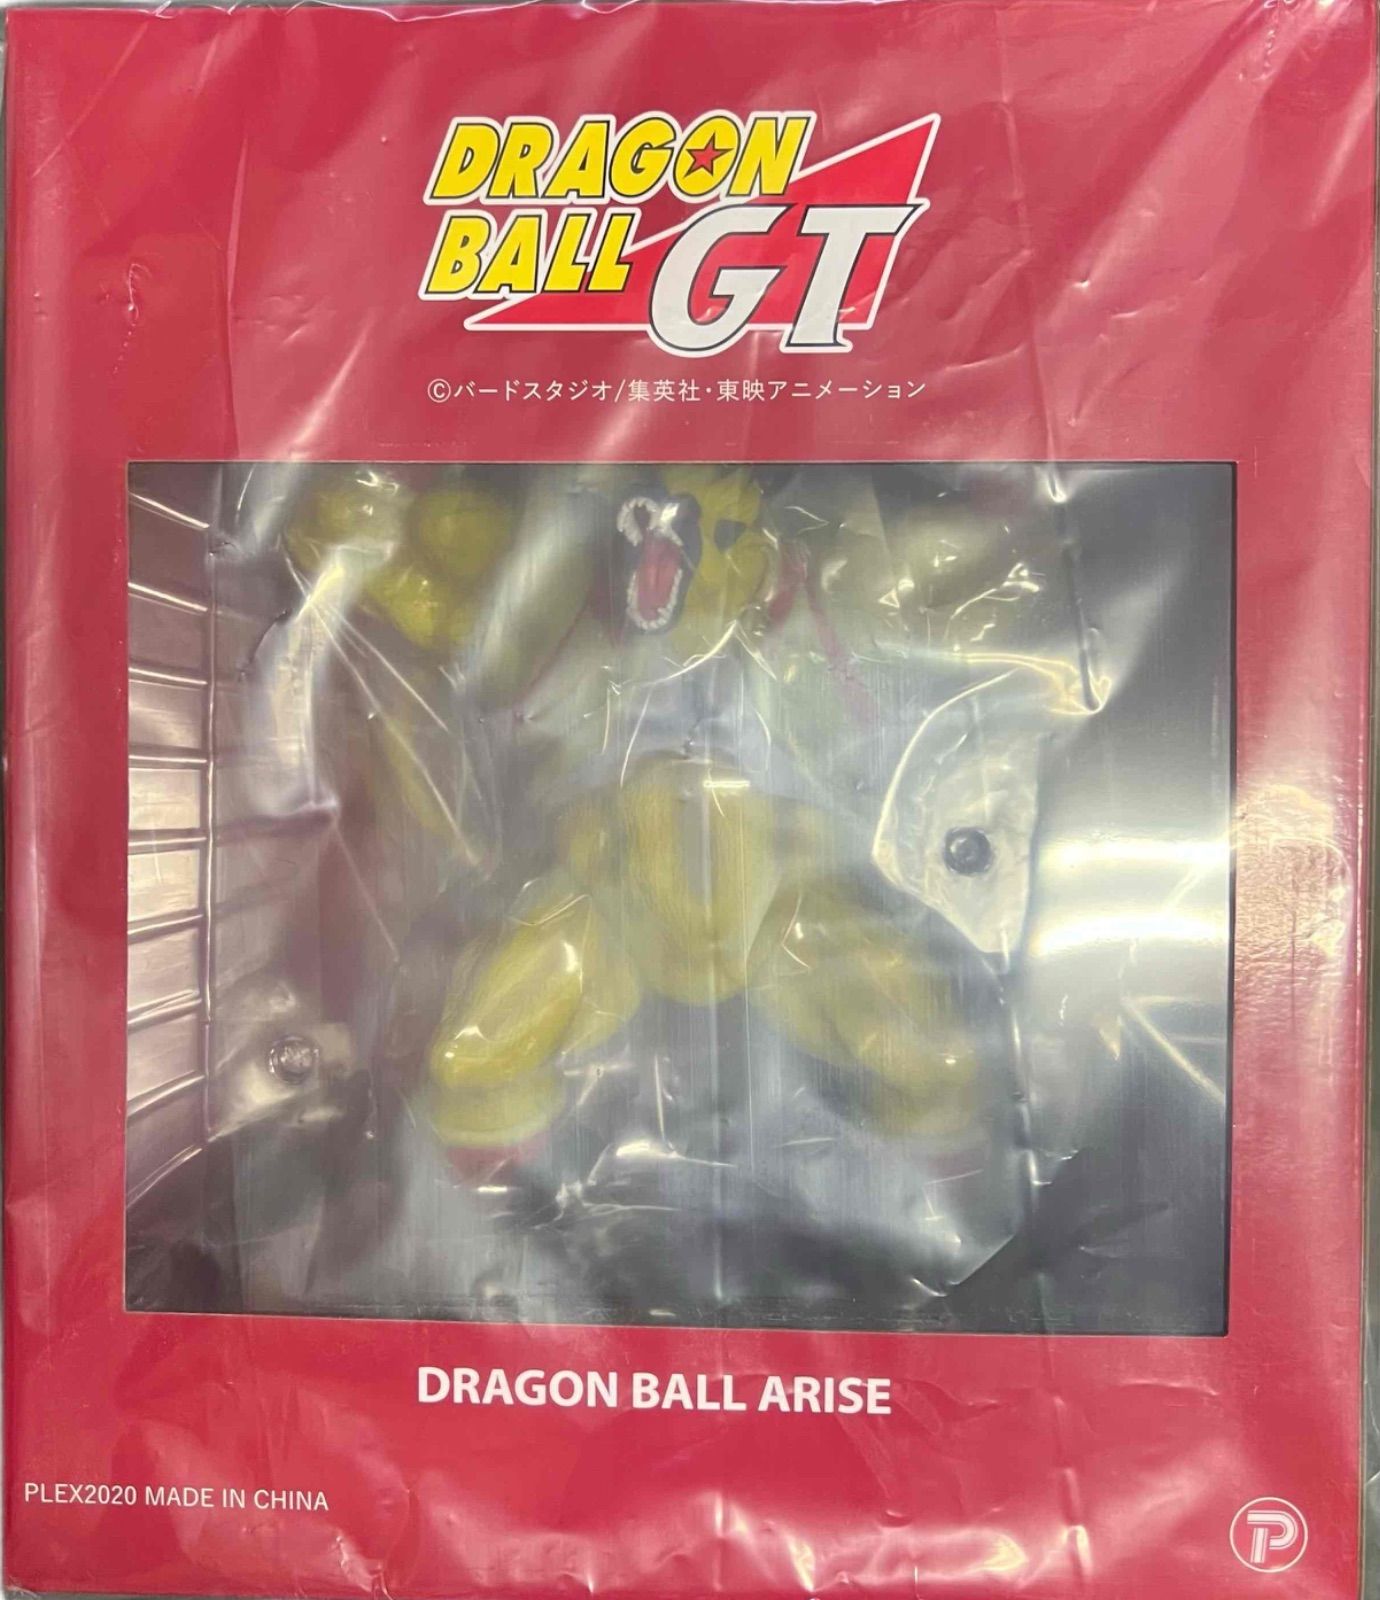 DRAGON
BALL GT
©バードスタジオ/集英社・東映アニメーション
DRAGON BALL ARISE
PLEX2020 MADE IN CHINA
P